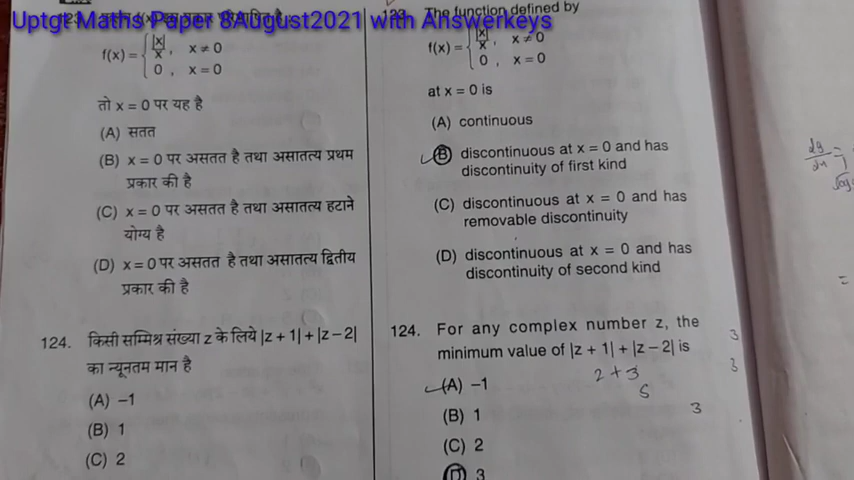 Uptgt Maths Paper 8August2021 with Answerkeys
f(x) = { |x|/x, x ≠ 0
0, x = 0
तो x = 0 पर यह है
(A) सतत
(B) x = 0 पर असतत है तथा असातत्य प्रथम
प्रकार की है
(C) x = 0 पर असतत है तथा असातत्य हटाने
योग्य है
(D) x = 0 पर असतत है तथा असातत्य द्वितीय
प्रकार की है
124. किसी सम्मिश्र संख्या z के लिये |z + 1| + |z – 2|
का न्यूनतम मान है
(A) –1
(B) 1
(C) 2
123. The function defined by
f(x) = { |x|/x, x ≠ 0
0, x = 0
at x = 0 is
(A) continuous
(B) discontinuous at x = 0 and has
discontinuity of first kind
(C) discontinuous at x = 0 and has
removable discontinuity
(D) discontinuous at x = 0 and has
discontinuity of second kind
124. For any complex number z, the
minimum value of |z + 1| + |z – 2| is
2 + 3
(A) –1
5
(B) 1
3
(C) 2
(D) 3
3
3